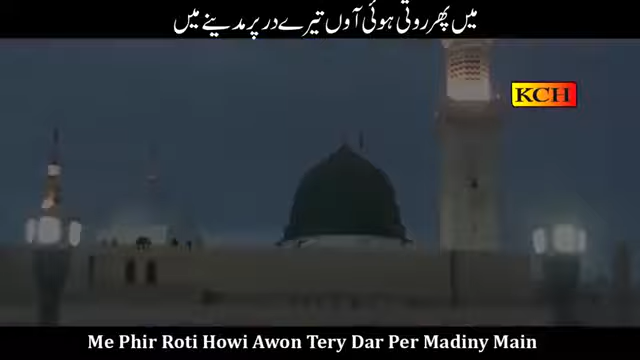 میں پھر روتی ہوئی آوں تیرے در پر مدینے میں
KCH
Me Phir Roti Howi Awon Tery Dar Per Madiny Main